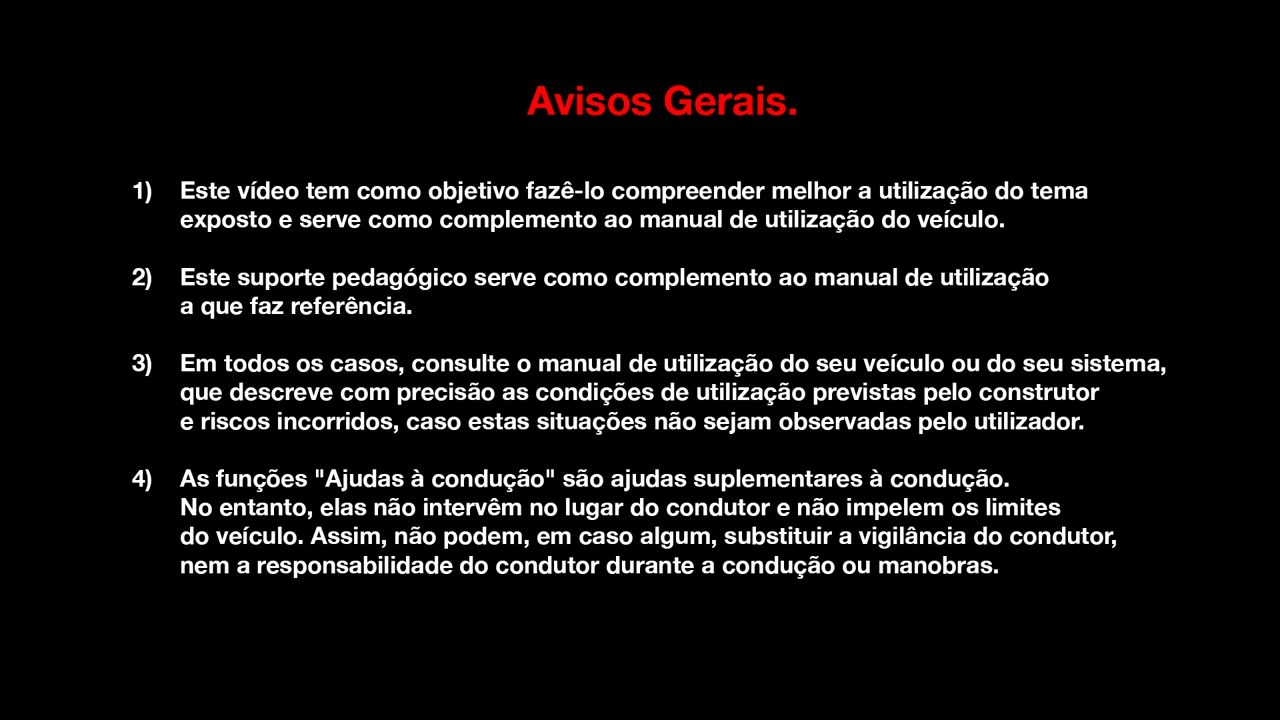 Avisos Gerais.
1) Este vídeo tem como objetivo fazê-lo compreender melhor a utilização do tema
exposto e serve como complemento ao manual de utilização do veículo.
2) Este suporte pedagógico serve como complemento ao manual de utilização
a que faz referência.
3) Em todos os casos, consulte o manual de utilização do seu veículo ou do seu sistema,
que descreve com precisão as condições de utilização previstas pelo construtor
e riscos incorridos, caso estas situações não sejam observadas pelo utilizador.
4) As funções "Ajudas à condução" são ajudas suplementares à condução.
No entanto, elas não intervêm no lugar do condutor e não impelem os limites
do veículo. Assim, não podem, em caso algum, substituir a vigilância do condutor,
nem a responsabilidade do condutor durante a condução ou manobras.